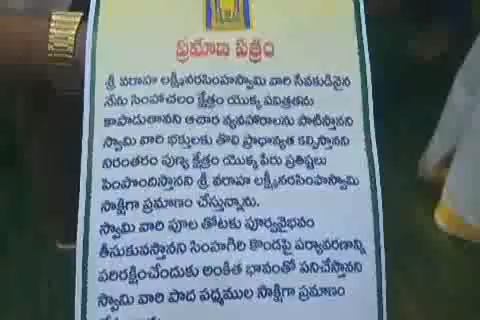 ప్రమాణ పత్రం
శ్రీ వరాహ లక్ష్మీనరసింహస్వామి వారి సేవకుడినైన
నేను సింహాచలం క్షేత్రం యొక్క పవిత్రతను
కాపాడుతానని ఆచార వ్యవహారాలను పాటిస్తానని
స్వామి వారి భక్తులకు తొలి ప్రాధాన్యత కల్పిస్తానని
నిరంతరం పుణ్య క్షేత్రం యొక్క పేరు ప్రతిష్టలు
పెంపొందిస్తానని శ్రీ వరాహ లక్ష్మీనరసింహస్వామి
సాక్షిగా ప్రమాణం చేస్తున్నాను.
స్వామి వారి పూల తోటకు పూర్వవైభవం
తీసుకువస్తానని సింహగిరి కొండపై పర్యావరణాన్ని
పరిరక్షించేందుకు అంకిత భావంతో పనిచేస్తానని
స్వామి వారి పాద పద్మముల సాక్షిగా ప్రమాణం